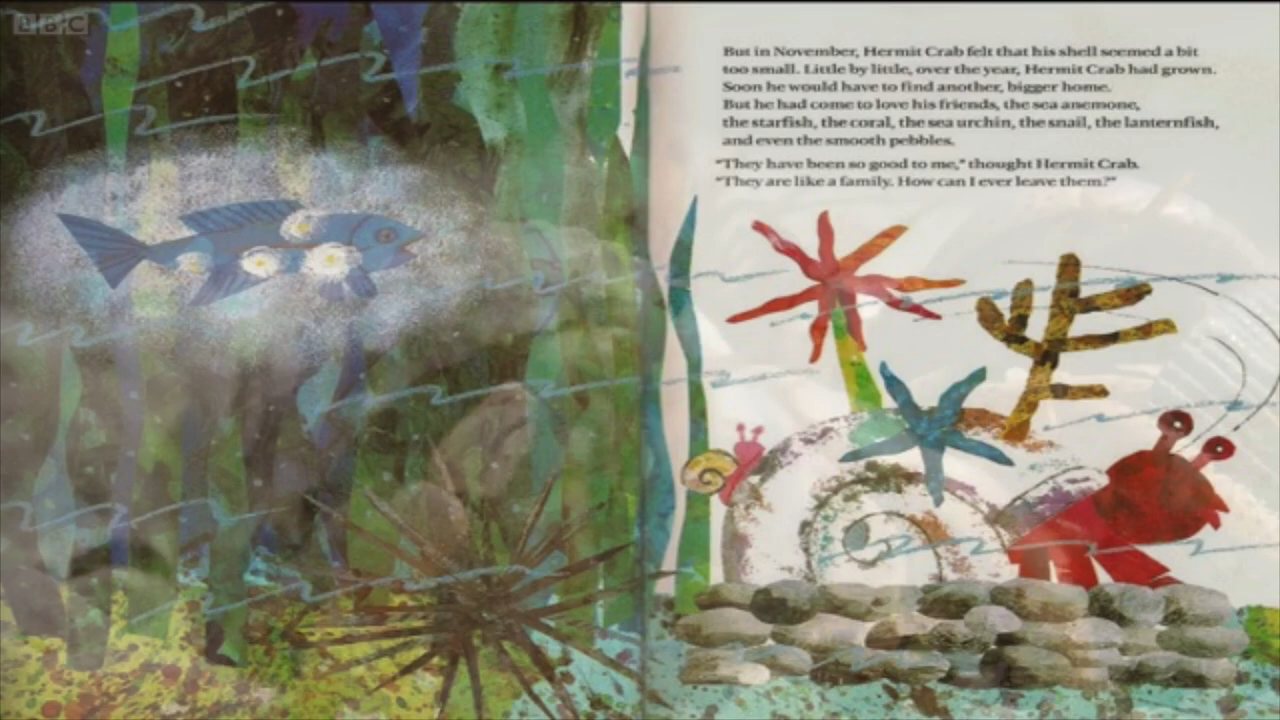 BBC
But in November, Hermit Crab felt that his shell seemed a bit
too small. Little by little, over the year, Hermit Crab had grown.
Soon he would have to find another, bigger home.
But he had come to love his friends, the sea anemone,
the starfish, the coral, the sea urchin, the snail, the lanternfish,
and even the smooth pebbles.
"They have been so good to me," thought Hermit Crab.
"They are like a family. How can I ever leave them?"